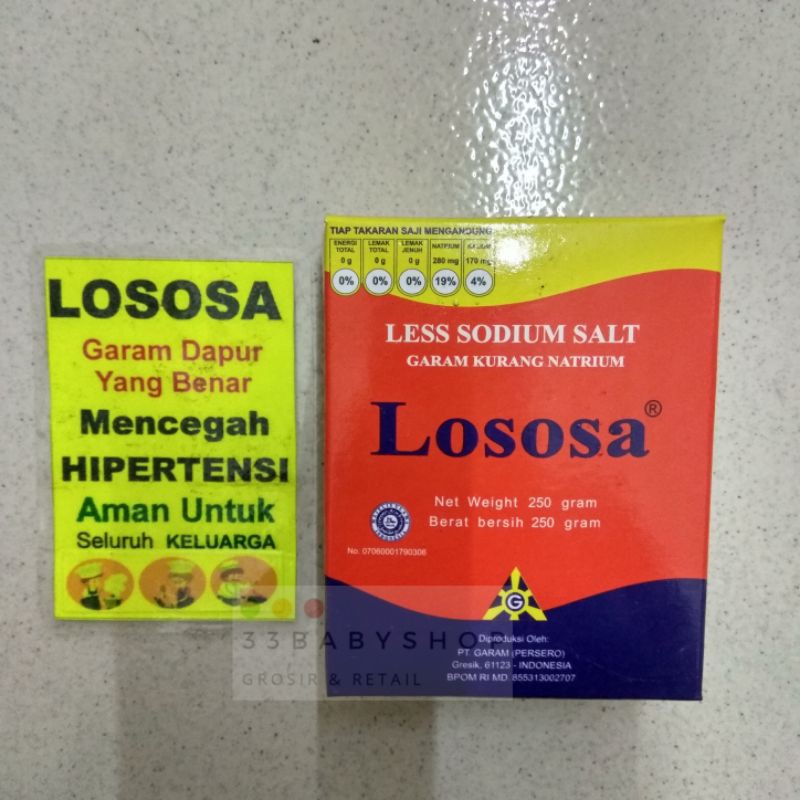 LOSOSA
Garam Dapur
Yang Benar
Mencegah
HIPERTENSI
Aman Untuk
Seluruh KELUARGA
TIAP TAKARAN SAJI MENGANDUNG
ENERGI TOTAL
0 g
0%
LEMAK TOTAL
0 g
0%
LEMAK JENUH
0 g
0%
NATRIUM
280 mg
19%
KALIUM
170 mg
4%
LESS SODIUM SALT
GARAM KURANG NATRIUM
Lososa®
Net Weight 250 gram
Berat bersih 250 gram
No. 07060001790306
G
Diproduksi Oleh:
PT. GARAM (PERSERO)
Gresik, 61123 - INDONESIA
BPOM RI MD 855313002707
33BABYSHOP
GROSIR & RETAIL